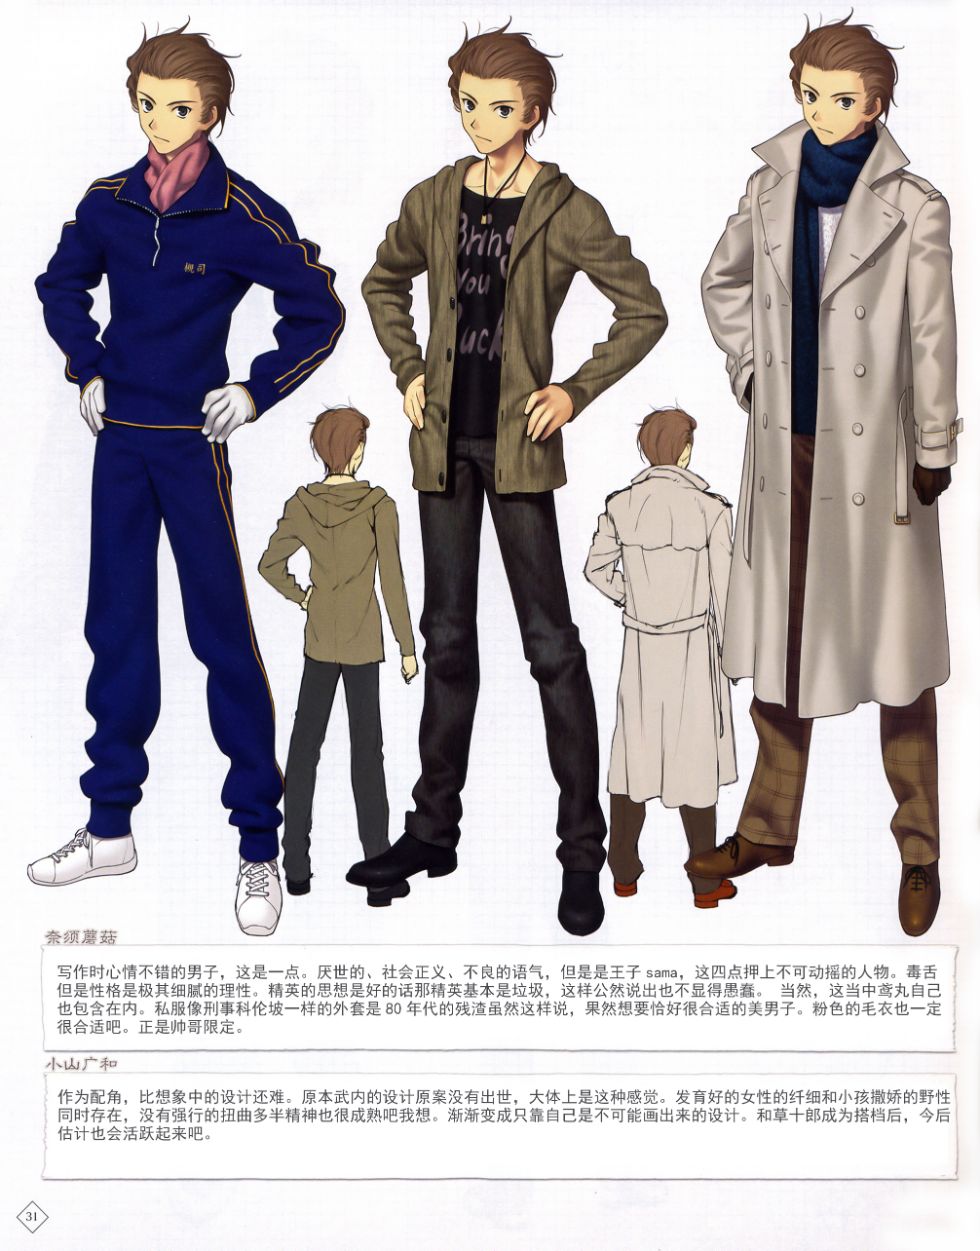 槻司
Bring
You
Luck
奈须蘑菇
写作时心情不错的男子，这是一点。厌世的、社会正义、不良的语气，但是是王子 sama，这四点押上不可动摇的人物。毒舌
但是性格是极其细腻的理性。精英的思想是好的话那精英基本是垃圾，这样公然说出也不显得愚蠢。 当然，这当中鸢丸自己
也包含在内。私服像刑事科伦坡一样的外套是 80 年代的残渣虽然这样说，果然想要恰好很合适的美男子。粉色的毛衣也一定
很合适吧。正是帅哥限定。
小山广和
作为配角，比想象中的设计还难。原本武内的设计原案没有出世，大体上是这种感觉。发育好的女性的纤细和小孩撒娇的野性
同时存在，没有强行的扭曲多半精神也很成熟吧我想。渐渐变成只靠自己是不可能画出来的设计。和草十郎成为搭档后，今后
估计也会活跃起来吧。
31